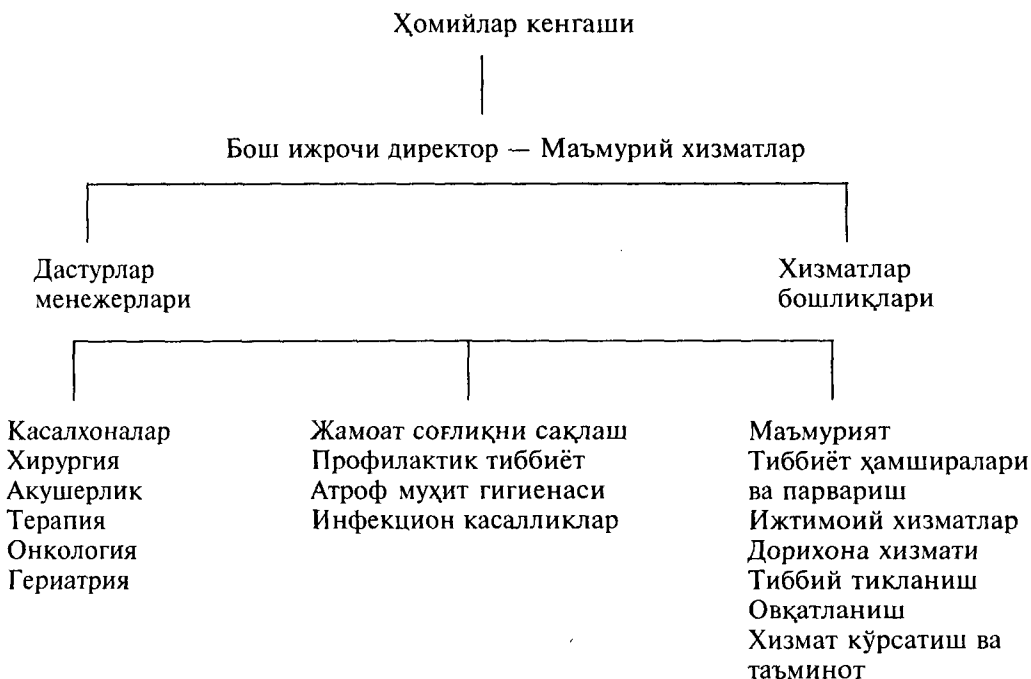 Ҳомийлар кенгаши
Бош ижрочи директор — Маъмурий хизматлар
Дастурлар
менежерлари
Хизматлар
бошлиқлари
Касалхоналар
Хирургия
Акушерлик
Терапия
Онкология
Гериатрия
Жамоат соғлиқни сақлаш
Профилактик тиббиёт
Атроф муҳит гигиенаси
Инфекцион касалликлар
Маъмурият
Тиббиёт ҳамширалари
ва парвариш
Ижтимоий хизматлар
Дорихона хизмати
Тиббий тикланиш
Овқатланиш
Хизмат кўрсатиш ва
таъминот